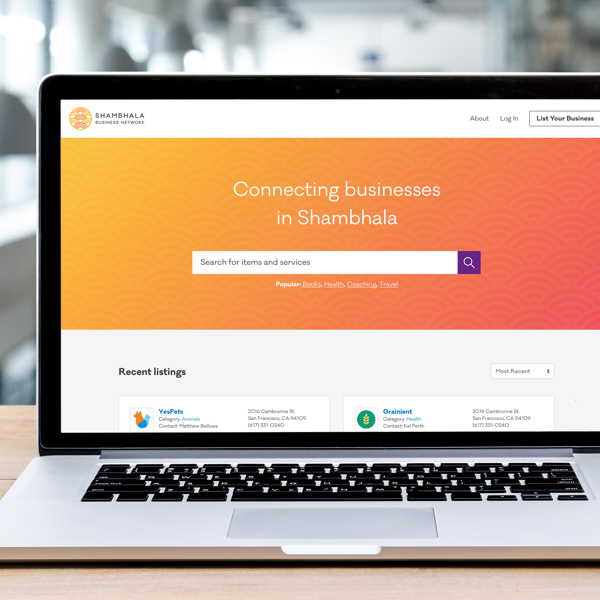 SHAMBHALA
BUSINESS NETWORK
About Log In List Your Business
Connecting businesses
in Shambhala
Search for items and services
Popular: Books, Health, Coaching, Travel
Recent listings
Most Recent
YesPets
Category: Animals
Contact: Matthew Bellows
2016 Cambronne St.
San Francisco, CA 94109
(617) 331-0240
Grainient
Category: Health
Contact: Kel Perth
2016 Cambronne St.
San Francisco, CA 94109
(617) 331-0240